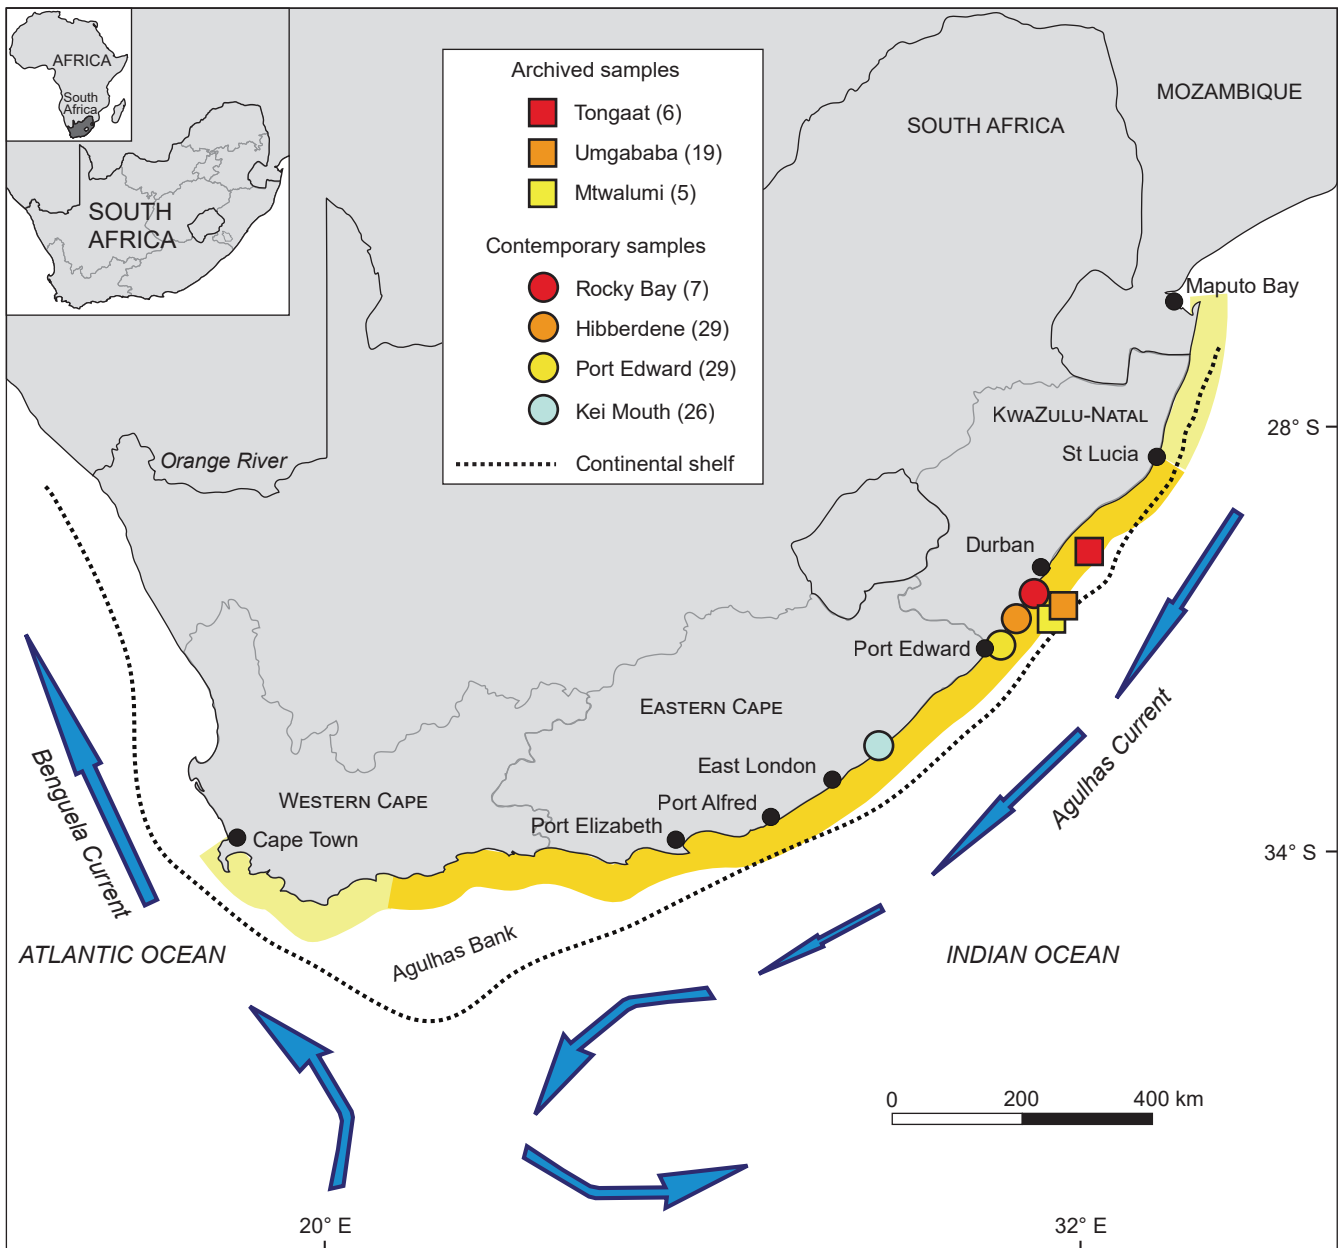 AFRICA
South
Africa
SOUTH
AFRICA
Archived samples
Tongaat (6)
Umgababa (19)
Mtwalumi (5)
Contemporary samples
Rocky Bay (7)
Hibberdene (29)
Port Edward (29)
Kei Mouth (26)
Continental shelf
MOZAMBIQUE
SOUTH AFRICA
Maputo Bay
KWAZULU-NATAL
28° S
St Lucia
Orange River
Durban
Port Edward
EASTERN CAPE
Agulhas Current
East London
Benguela Current
WESTERN CAPE
Port Alfred
Port Elizabeth
Cape Town
34° S
ATLANTIC OCEAN
Agulhas Bank
INDIAN OCEAN
0 200 400 km
20° E
32° E